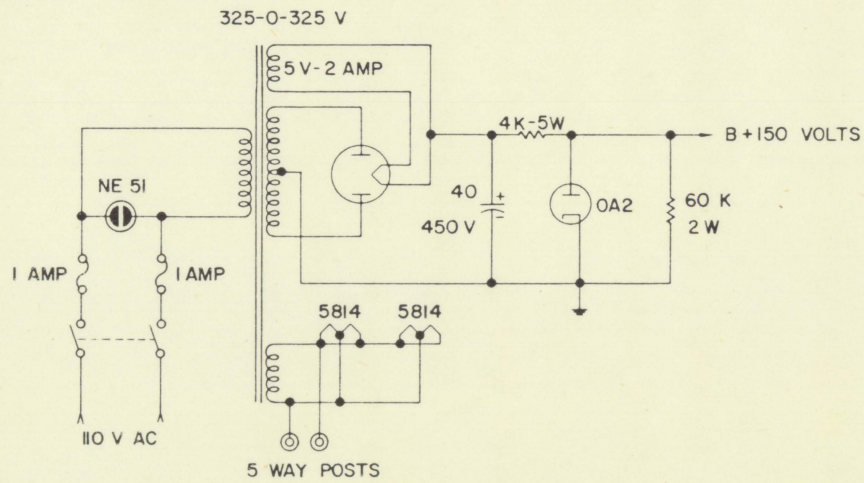 325-0-325 V
5 V-2 AMP
4K-5W
B+150 VOLTS
NE 51
40
+
450 V
-
OA2
60 K
2 W
1 AMP
1 AMP
5814
5814
110 V AC
5 WAY POSTS